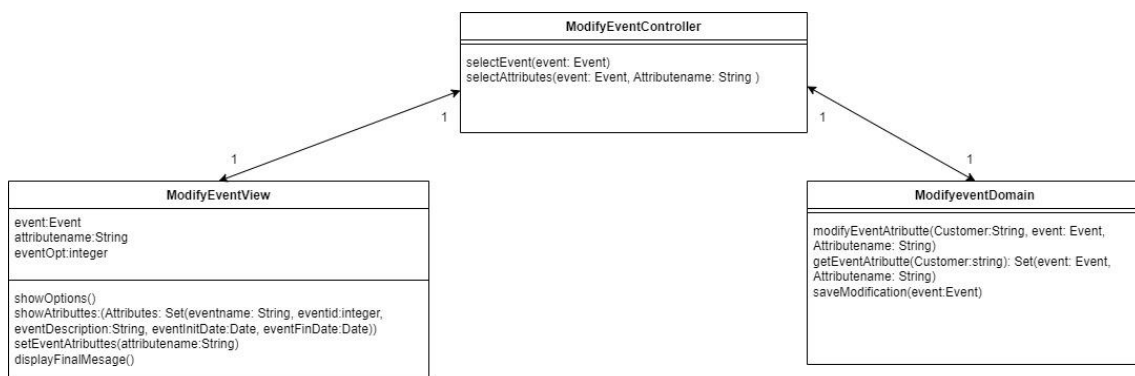 ModifyEventController
selectEvent(event: Event)
selectAttributes(event: Event, Attributename: String )
1
1
1
1
ModifyEventView
event:Event
attributename:String
eventOpt:integer
showOptions()
showAtributtes:(Attributes: Set(eventname: String, eventid:integer,
eventDescription:String, eventInitDate:Date, eventFinDate:Date))
setEventAtributtes(attributename:String)
displayFinalMesage()
ModifyeventDomain
modifyEventAtributte(Customer:String, event: Event,
Attributename: String)
getEventAtributte(Customer:string): Set(event: Event,
Attributename: String)
saveModification(event:Event)